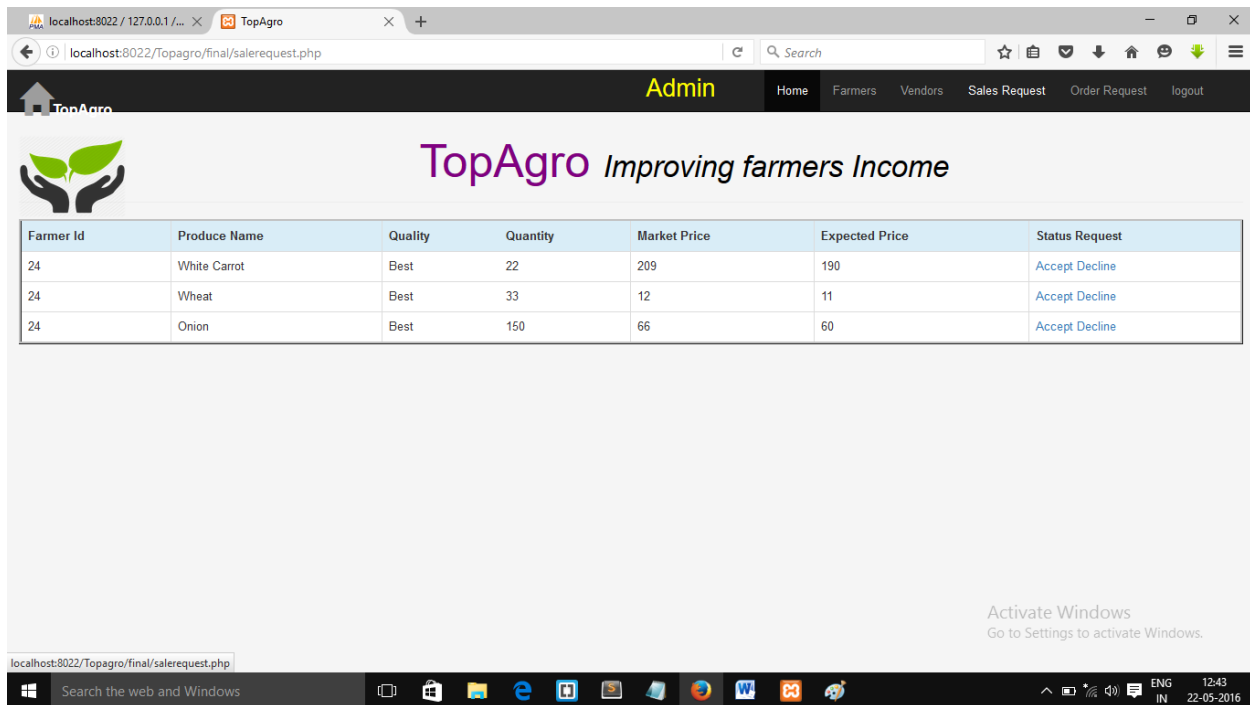 localhost:8022 / 127.0.0.1 /...
TopAgro
localhost:8022/Topagro/final/salerequest.php
Search
TopAgro
Admin
Home Farmers Vendors Sales Request Order Request logout
TopAgro Improving farmers Income
Farmer Id Produce Name Quality Quantity Market Price Expected Price Status Request
24 White Carrot Best 22 209 190 Accept Decline
24 Wheat Best 33 12 11 Accept Decline
24 Onion Best 150 66 60 Accept Decline
Activate Windows
Go to Settings to activate Windows.
localhost:8022/Topagro/final/salerequest.php
Search the web and Windows
ENG 12:43
IN 22-05-2016